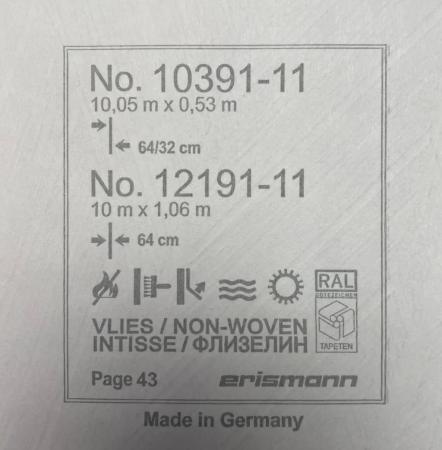 No. 10391-11
10,05 m x 0,53 m
64/32 cm
No. 12191-11
10 m x 1,06 m
64 cm
RAL
GÜTEZEICHEN
TAPETEN
VLIES / NON-WOVEN
INTISSE / ФЛИЗЕЛИН
Page 43
erismann
Made in Germany